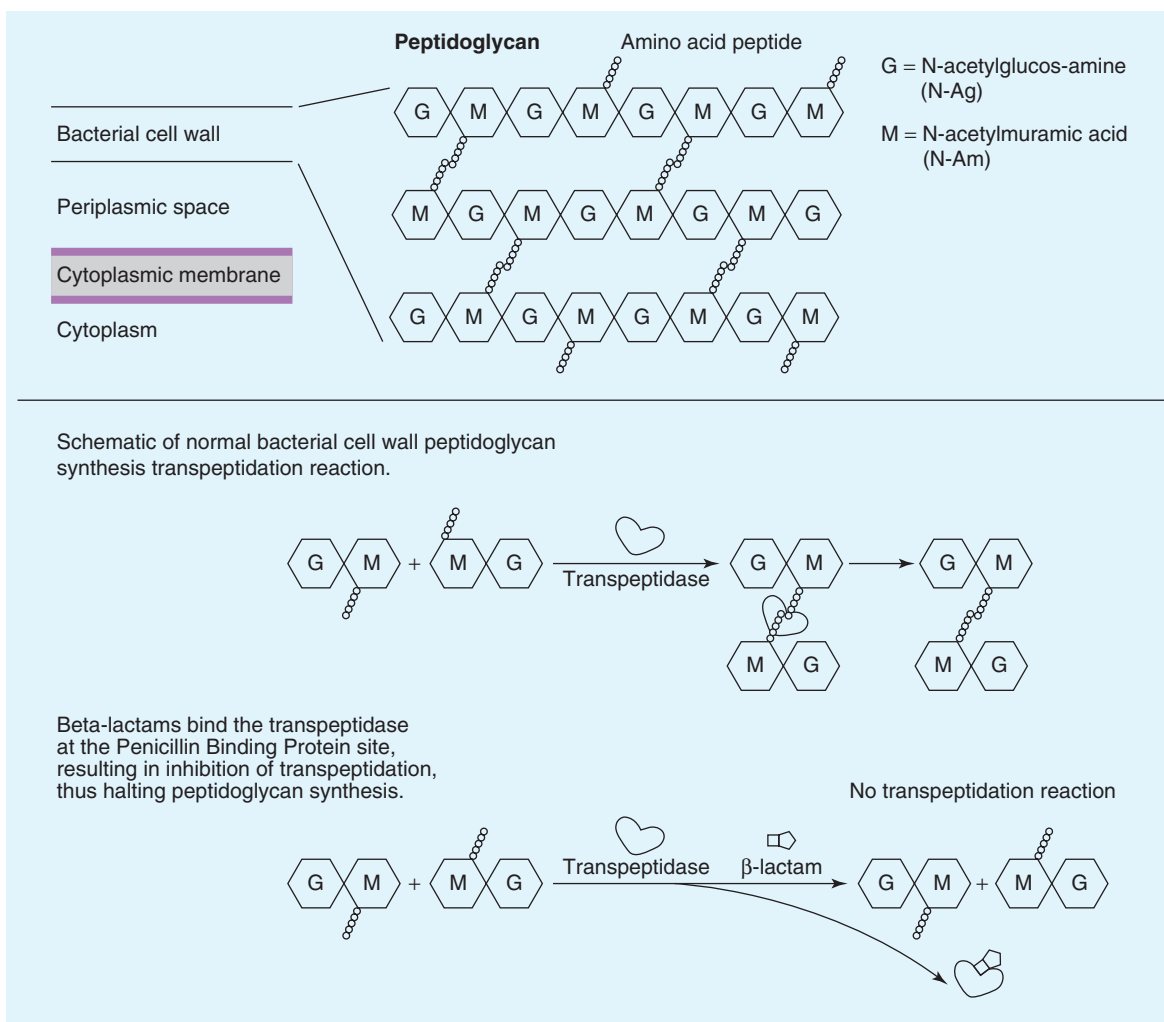 Peptidoglycan
Amino acid peptide
G = N-acetylglucos-amine
(N-Ag)
M = N-acetylmuramic acid
(N-Am)
Bacterial cell wall
Periplasmic space
Cytoplasmic membrane
Cytoplasm
G M G M G M G M
M G M G M G M G
G M G M G M G M
Schematic of normal bacterial cell wall peptidoglycan
synthesis transpeptidation reaction.
G M + M G
Transpeptidase
G M
M G
G M
M G
Beta-lactams bind the transpeptidase
at the Penicillin Binding Protein site,
resulting in inhibition of transpeptidation,
thus halting peptidoglycan synthesis.
No transpeptidation reaction
G M + M G
Transpeptidase
β-lactam
G M + M G